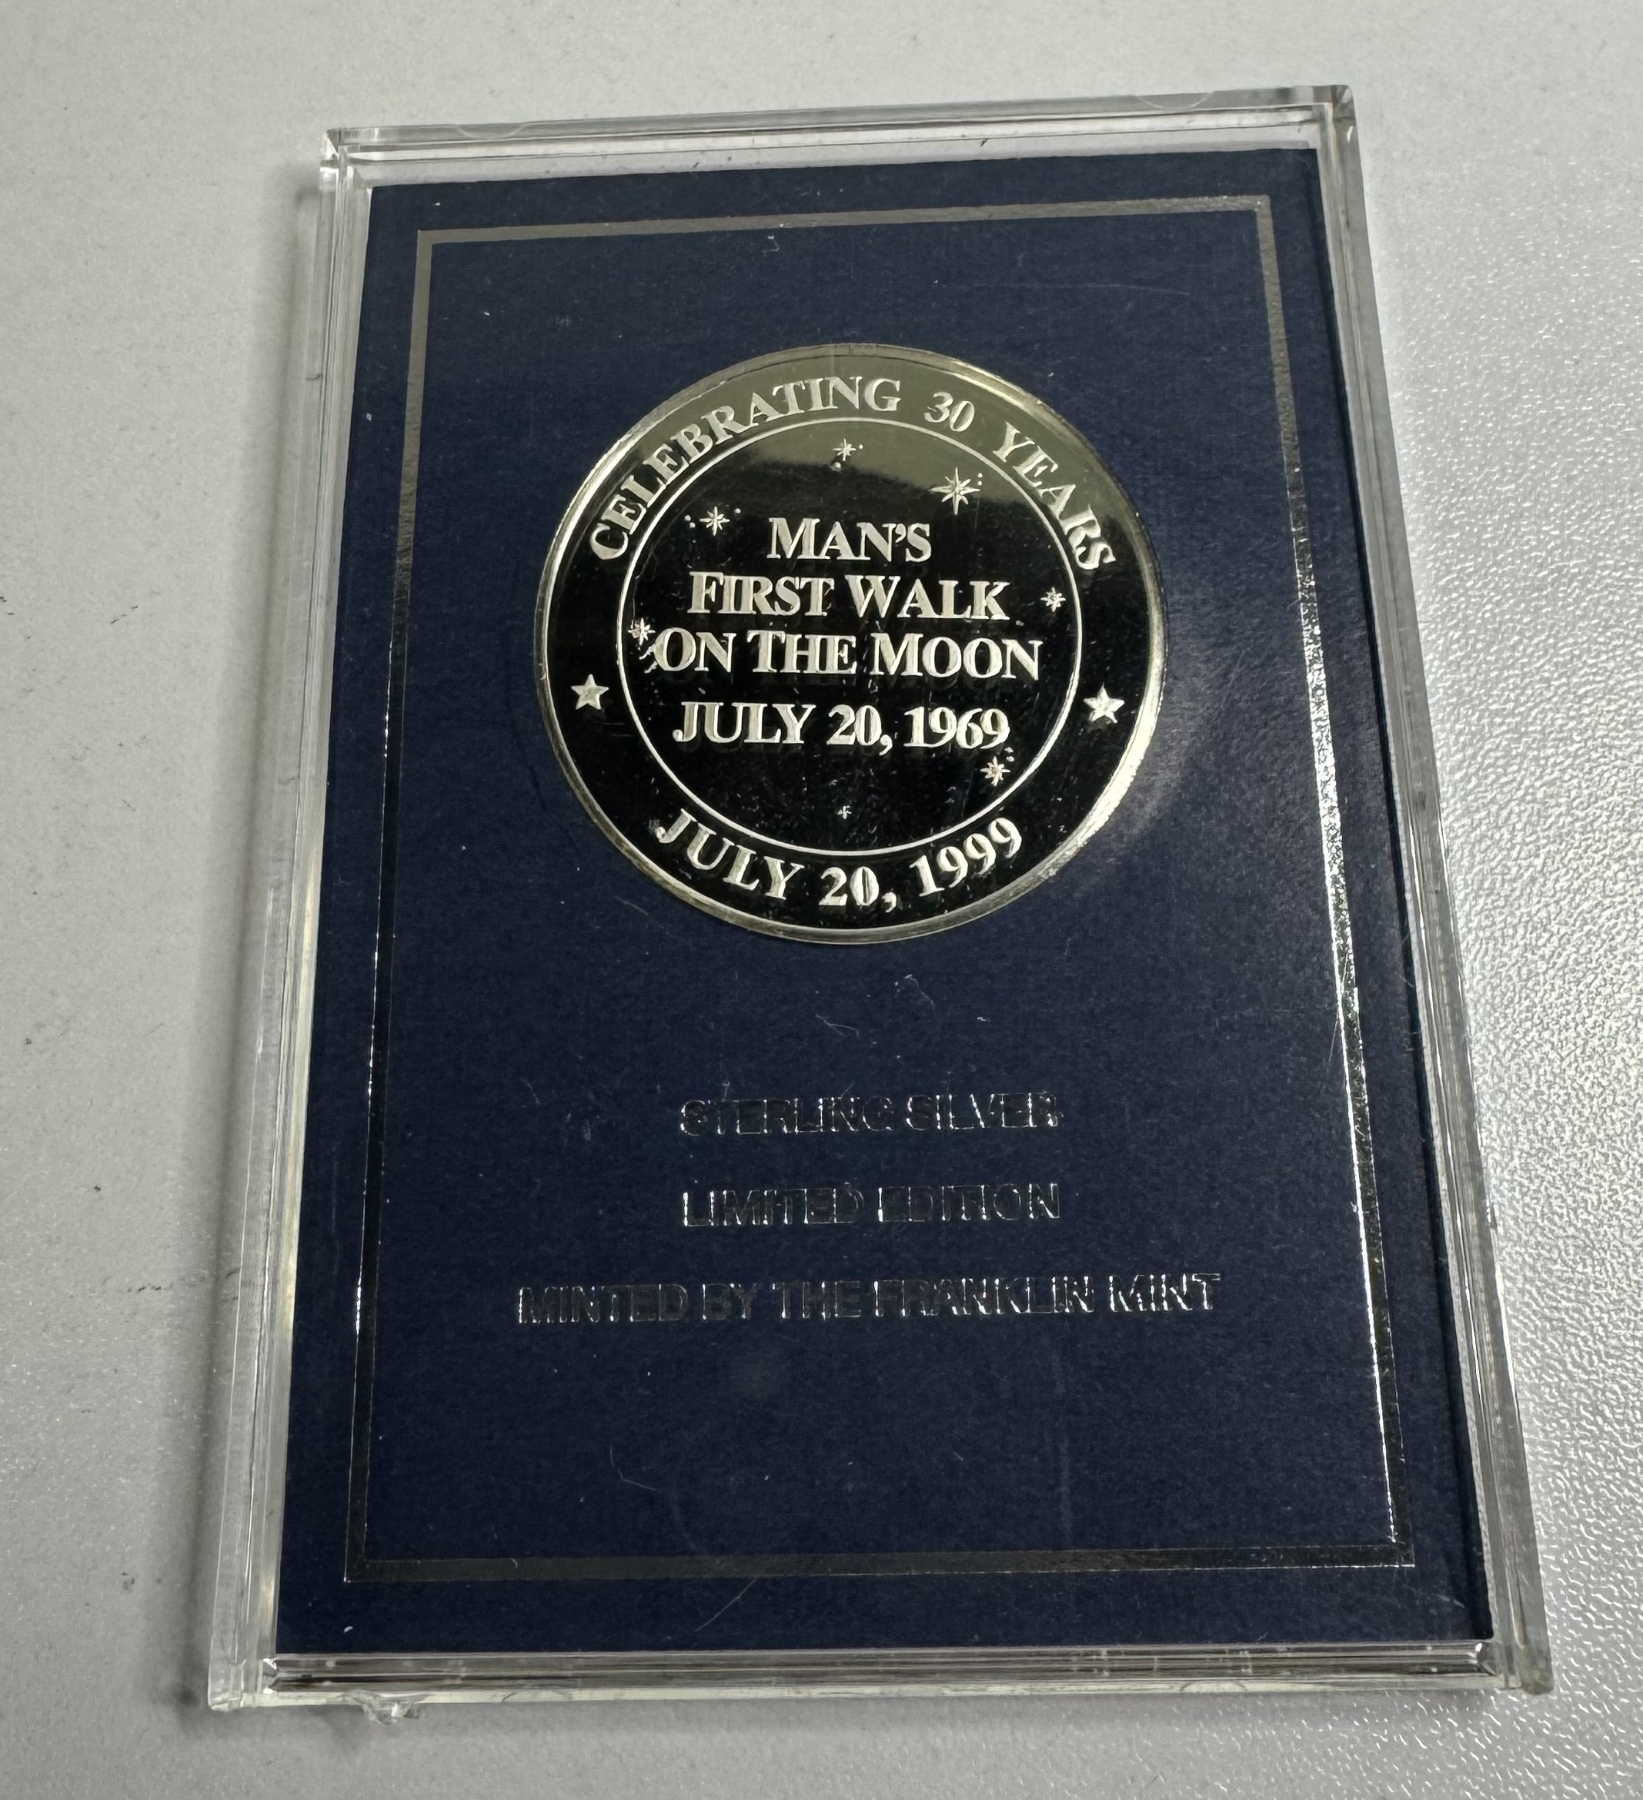 CELEBRATING 30 YEARS
MAN'S
FIRST WALK
ON THE MOON
JULY 20, 1969
JULY 20, 1999
STERLING SILVER
LIMITED EDITION
MINTED BY THE FRANKLIN MINT